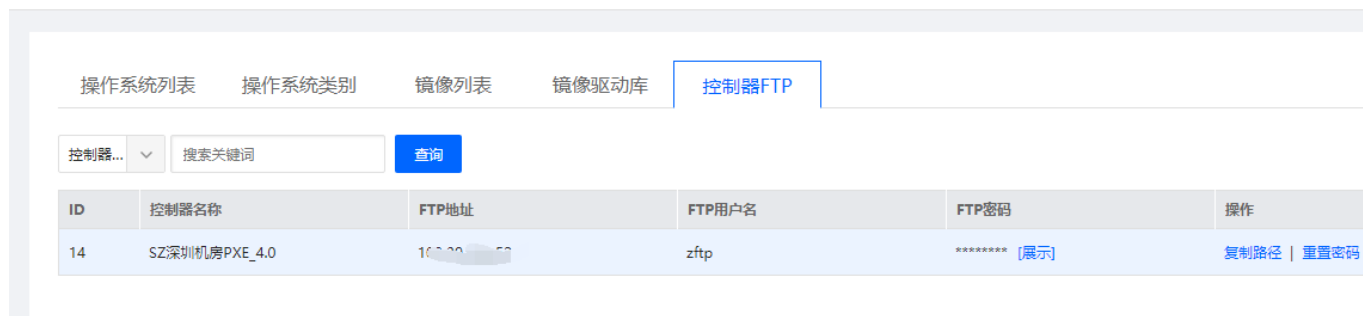 操作系统列表 操作系统类别 镜像列表 镜像驱动库 控制器FTP
控制器... 搜索关键词 查询
ID 控制器名称 FTP地址 FTP用户名 FTP密码 操作
14 SZ深圳机房PXE_4.0 zftp ******** [展示] 复制路径 | 重置密码